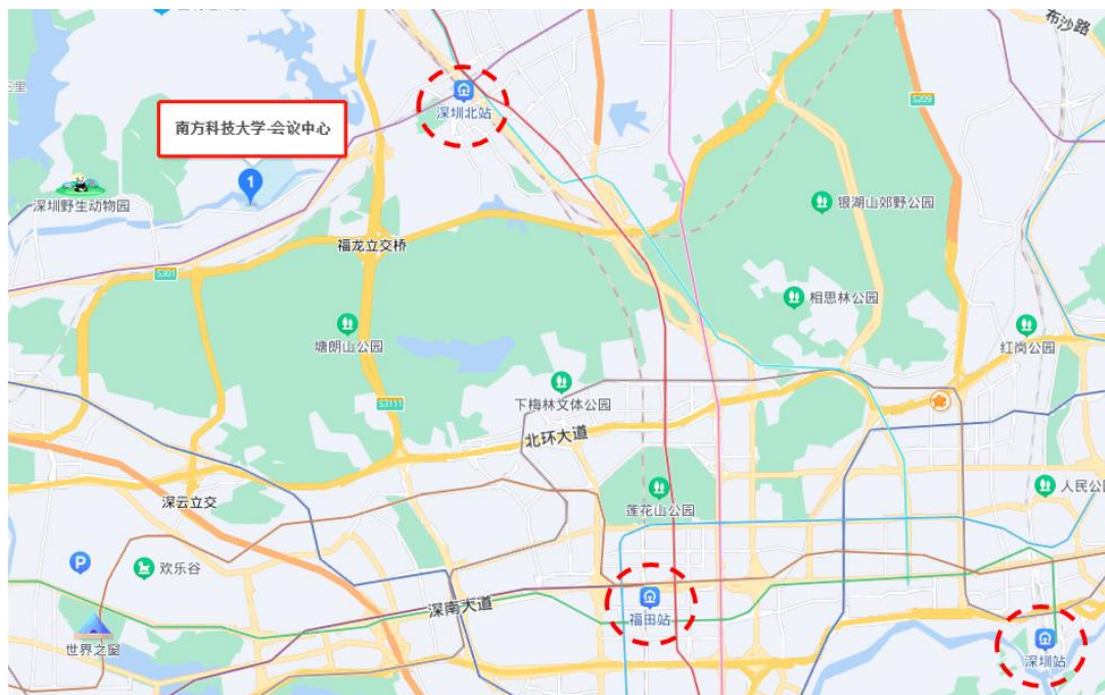 布沙路
深圳北站
S209
南方科技大学-会议中心
1
深圳野生动物园
银湖山郊野公园
福龙立交桥
S301
相思林公园
塘朗山公园
红岗公园
S3111
下梅林文体公园
北环大道
莲花山公园
人民公
深云立交
P
欢乐谷
深南大道
福田站
世界之窗
深圳站